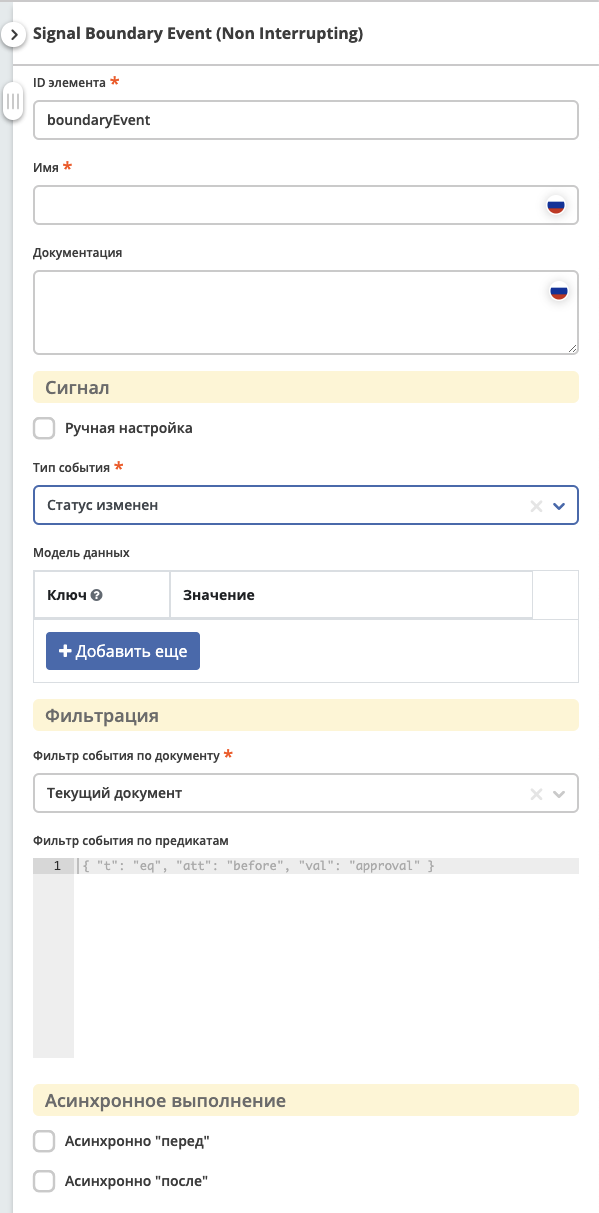 Signal Boundary Event (Non Interrupting)
ID элемента *
boundaryEvent
Имя *
Документация
Сигнал
Ручная настройка
Тип события *
Статус изменен
Модель данных
Ключ ?
Значение
+ Добавить еще
Фильтрация
Фильтр события по документу *
Текущий документ
Фильтр события по предикатам
1 { "t": "eq", "att": "before", "val": "approval" }
Асинхронное выполнение
Асинхронно "перед"
Асинхронно "после"